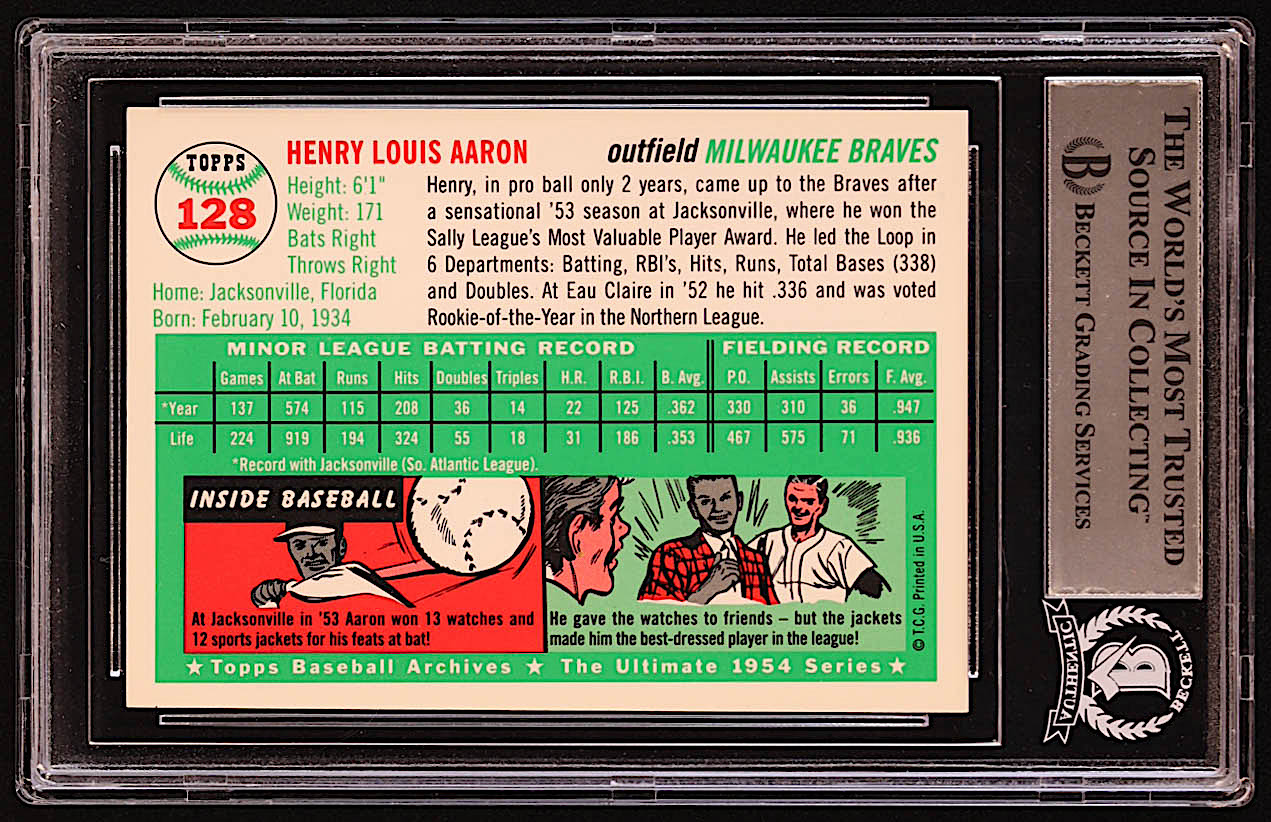 TOPPS
128
HENRY LOUIS AARON
outfield MILWAUKEE BRAVES
Height: 6'1"
Weight: 171
Bats Right
Throws Right
Home: Jacksonville, Florida
Born: February 10, 1934
Henry, in pro ball only 2 years, came up to the Braves after
a sensational '53 season at Jacksonville, where he won the
Sally League's Most Valuable Player Award. He led the Loop in
6 Departments: Batting, RBI's, Hits, Runs, Total Bases (338)
and Doubles. At Eau Claire in '52 he hit .336 and was voted
Rookie-of-the-Year in the Northern League.
MINOR LEAGUE BATTING RECORD FIELDING RECORD
Games At Bat Runs Hits Doubles Triples H.R. R.B.I. B. Avg. P.O. Assists Errors F. Avg.
*Year 137 574 115 208 36 14 22 125 .362 330 310 36 .947
Life 224 919 194 324 55 18 31 186 .353 467 575 71 .936
*Record with Jacksonville (So. Atlantic League).
INSIDE BASEBALL
At Jacksonville in '53 Aaron won 13 watches and
12 sports jackets for his feats at bat!
He gave the watches to friends – but the jackets
made him the best-dressed player in the league!
© T.C.G. Printed in U.S.A.
★ Topps Baseball Archives ★ The Ultimate 1954 Series ★
THE WORLD'S MOST TRUSTED
SOURCE IN COLLECTING™
B BECKETT GRADING SERVICES
AUTHENTIC
B
BECKETT